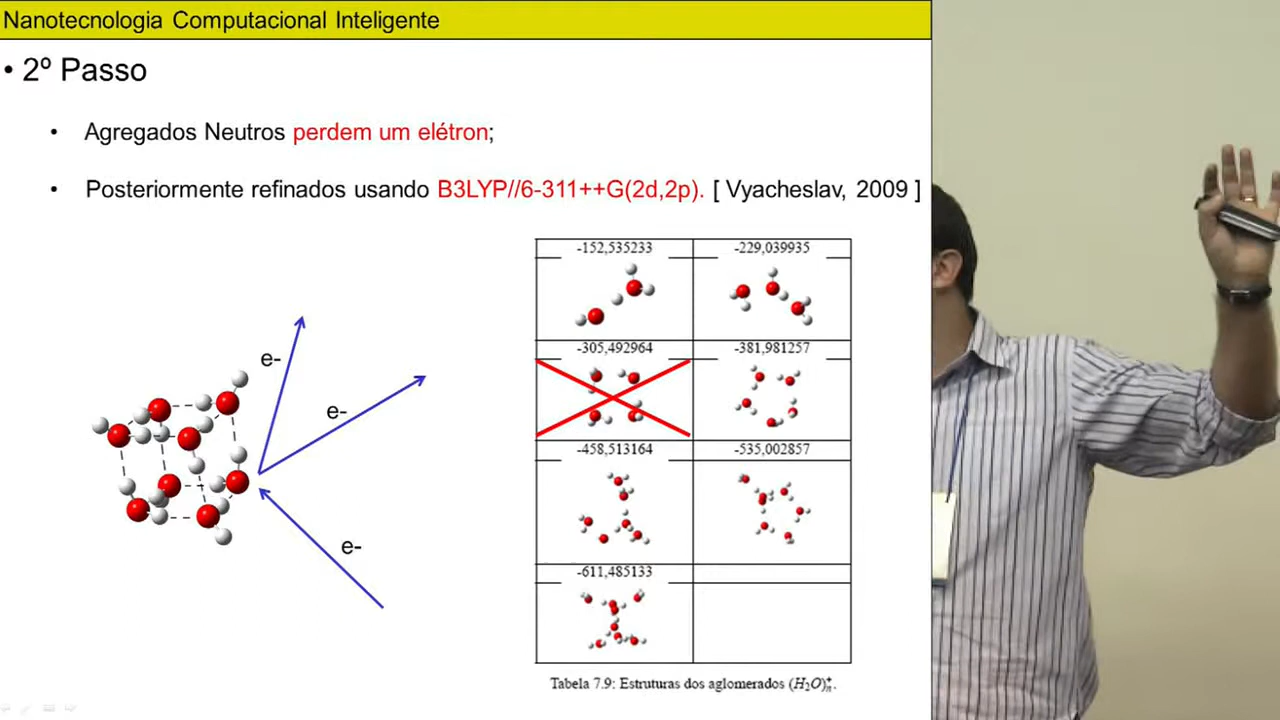 Nanotecnologia Computacional Inteligente
• 2º Passo
• Agregados Neutros perdem um elétron;
• Posteriormente refinados usando B3LYP//6-311++G(2d,2p). [ Vyacheslav, 2009 ]
-152,535233 -229,039935
-305,492964 -381,981257
-458,513164 -535,002857
-611,485133
e-
e-
e-
Tabela 7.9: Estruturas dos aglomerados (H₂O)ₙ⁺.